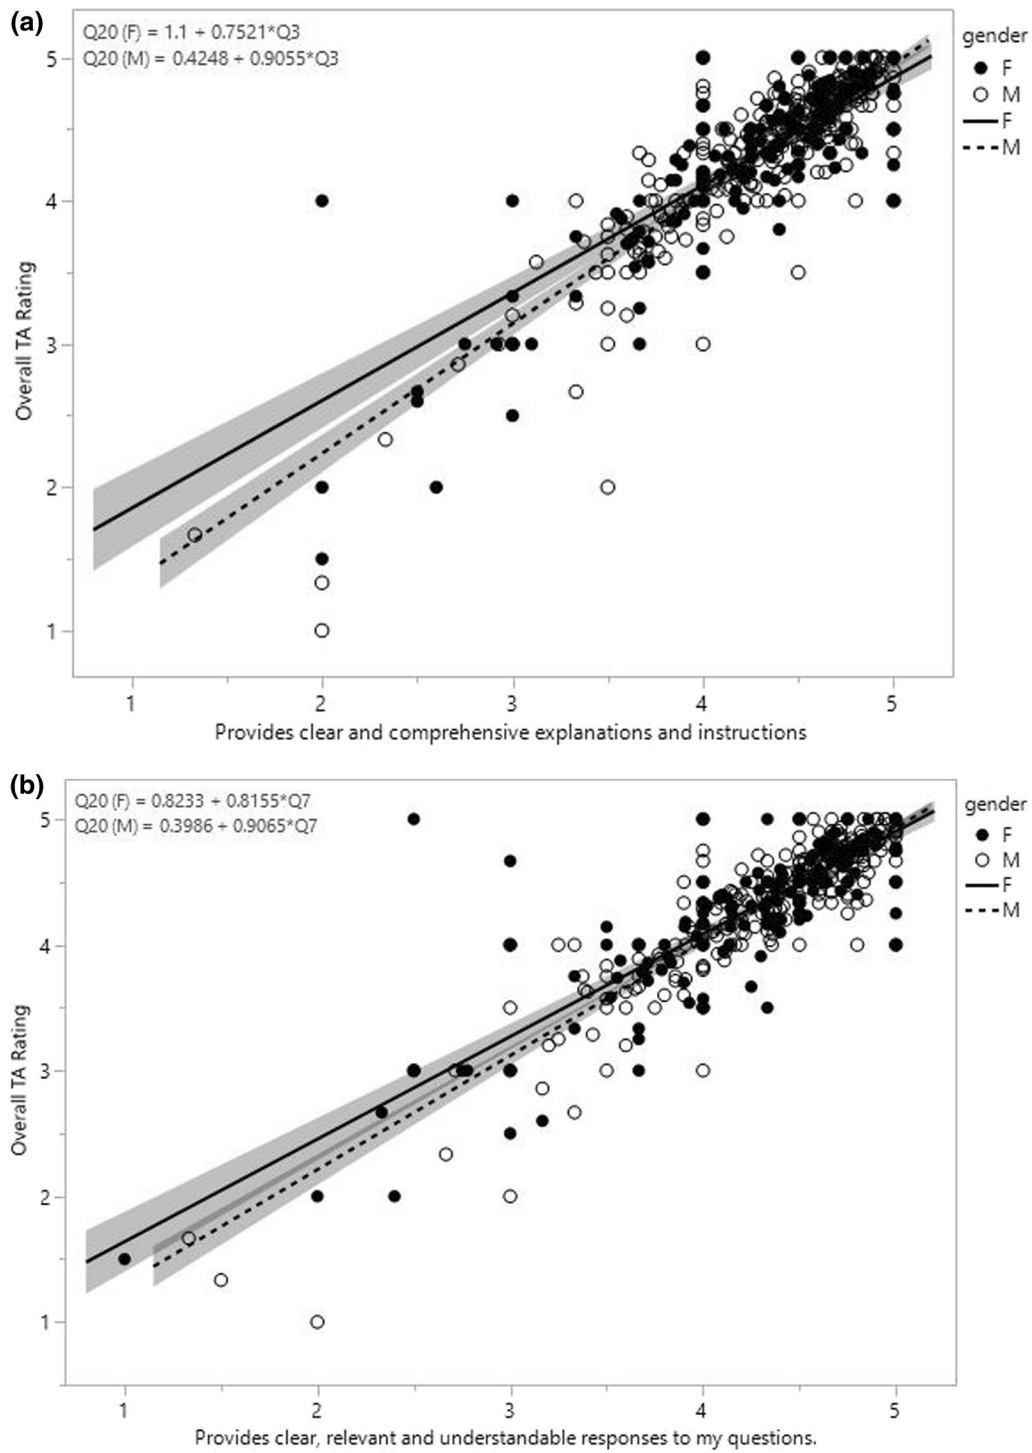 (a)
Q20 (F) = 1.1 + 0.7521*Q3
Q20 (M) = 0.4248 + 0.9055*Q3
gender
F
M
F
M
5
4
3
2
1
Overall TA Rating
1 2 3 4 5
Provides clear and comprehensive explanations and instructions
(b)
Q20 (F) = 0.8233 + 0.8155*Q7
Q20 (M) = 0.3986 + 0.9065*Q7
gender
F
M
F
M
5
4
3
2
1
Overall TA Rating
1 2 3 4 5
Provides clear, relevant and understandable responses to my questions.